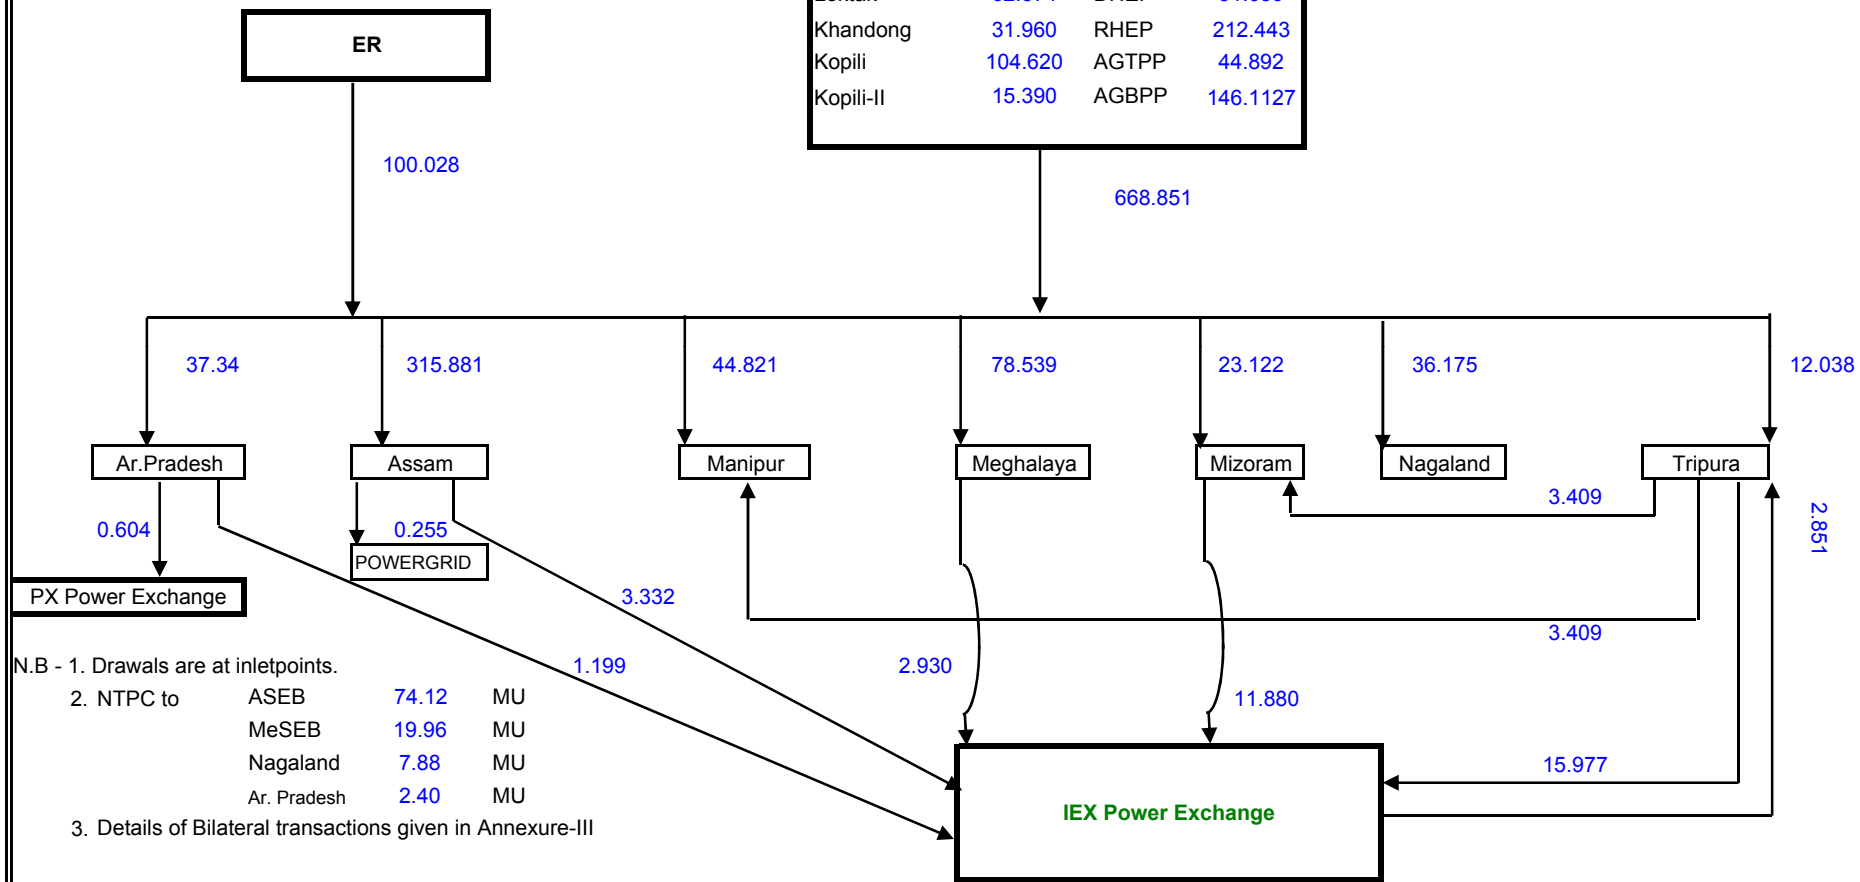 ER
Khandong 31.960 RHEP 212.443
Kopili 104.620 AGTPP 44.892
Kopili-II 15.390 AGBPP 146.1127
100.028
668.851
37.34 315.881 44.821 78.539 23.122 36.175 12.038
Ar.Pradesh Assam Manipur Meghalaya Mizoram Nagaland Tripura
3.409
2.851
0.604 0.255
POWERGRID
PX Power Exchange
3.332
3.409
N.B - 1. Drawals are at inletpoints.
1.199 2.930
2. NTPC to ASEB 74.12 MU
11.880
MeSEB 19.96 MU
Nagaland 7.88 MU
15.977
Ar. Pradesh 2.40 MU
IEX Power Exchange
3. Details of Bilateral transactions given in Annexure-III